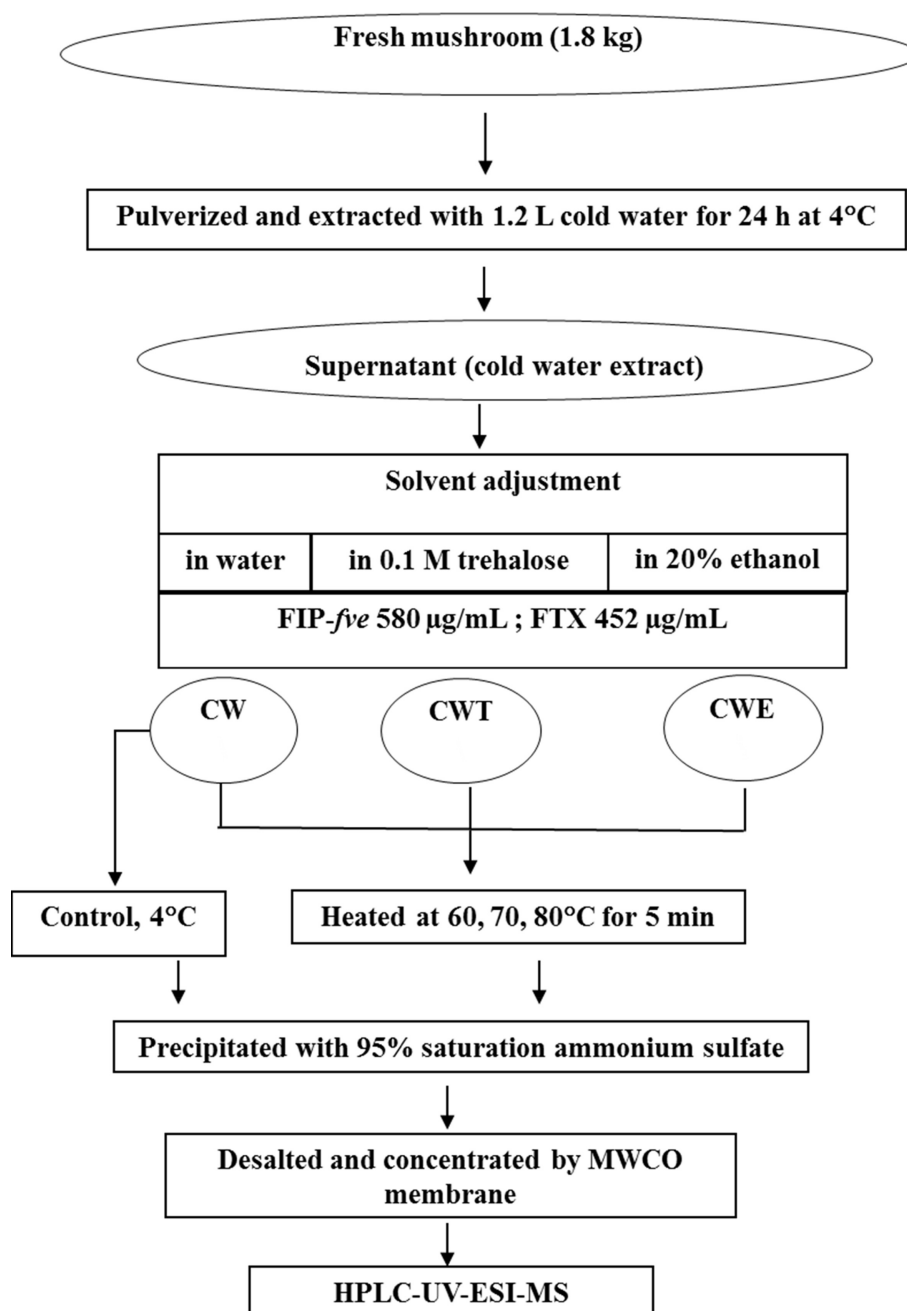 Fresh mushroom (1.8 kg)
Pulverized and extracted with 1.2 L cold water for 24 h at 4°C
Supernatant (cold water extract)
Solvent adjustment
in water
in 0.1 M trehalose
in 20% ethanol
FIP-fve 580 µg/mL ; FTX 452 µg/mL
CW
CWT
CWE
Control, 4°C
Heated at 60, 70, 80°C for 5 min
Precipitated with 95% saturation ammonium sulfate
Desalted and concentrated by MWCO
membrane
HPLC-UV-ESI-MS